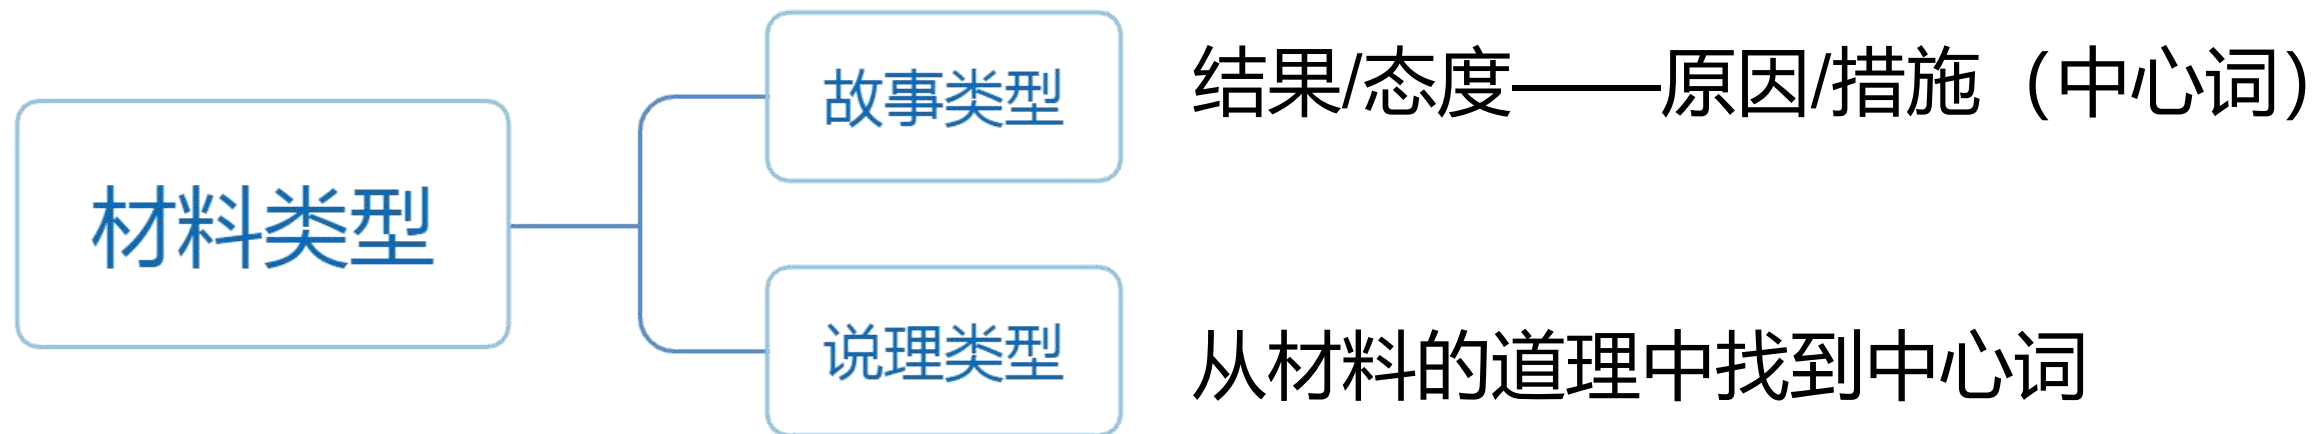 材料类型
故事类型
结果/态度——原因/措施（中心词）
说理类型
从材料的道理中找到中心词